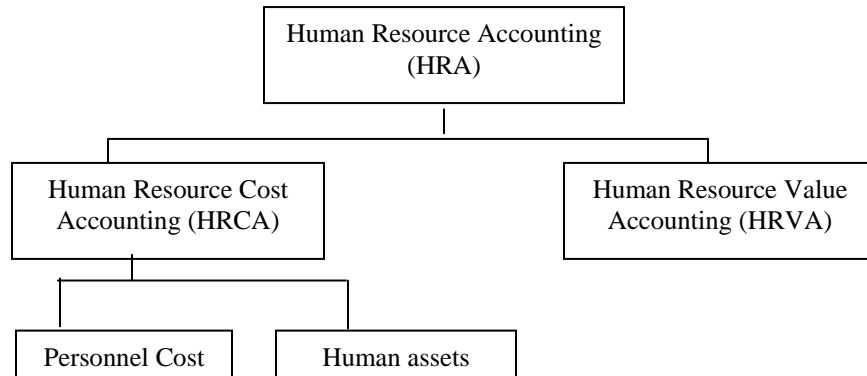 Human Resource Accounting
(HRA)
Human Resource Cost
Accounting (HRCA)
Human Resource Value
Accounting (HRVA)
Personnel Cost
Human assets